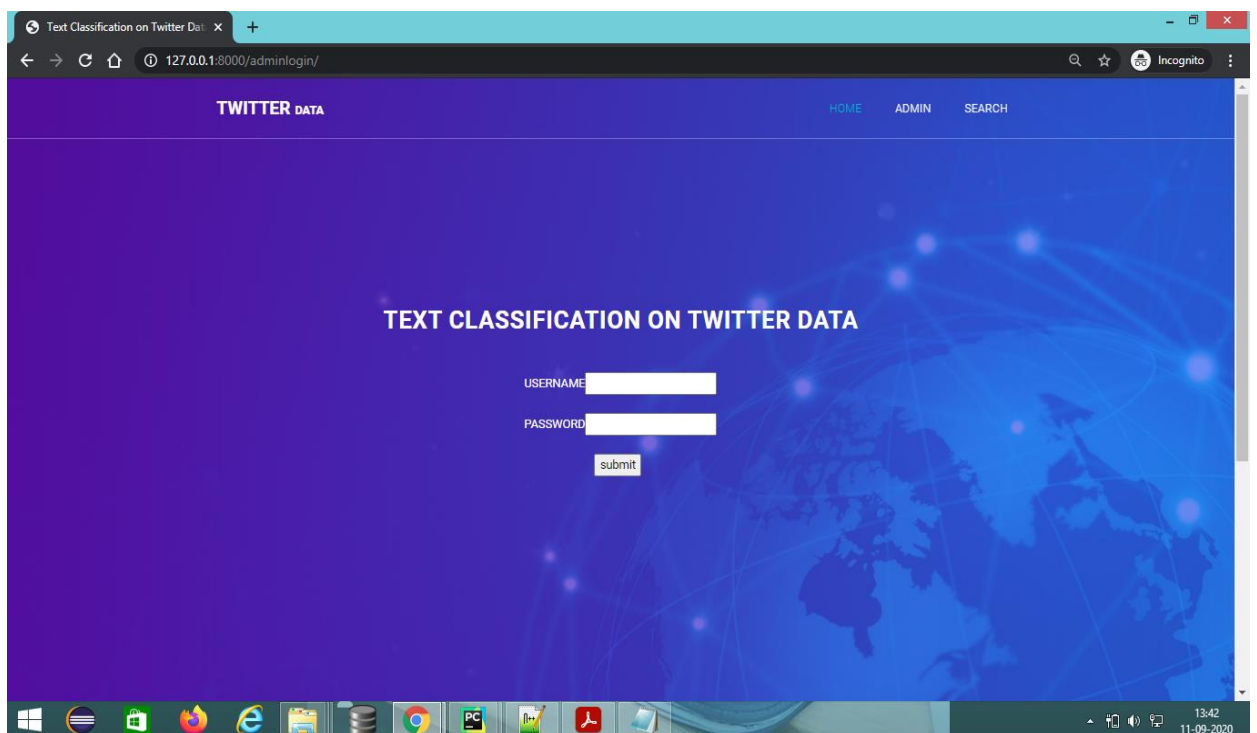 Text Classification on Twitter Dat
127.0.0.1:8000/adminlogin/
Incognito
TWITTER DATA
HOME ADMIN SEARCH
TEXT CLASSIFICATION ON TWITTER DATA
USERNAME
PASSWORD
submit
PC
13:42
11-09-2020